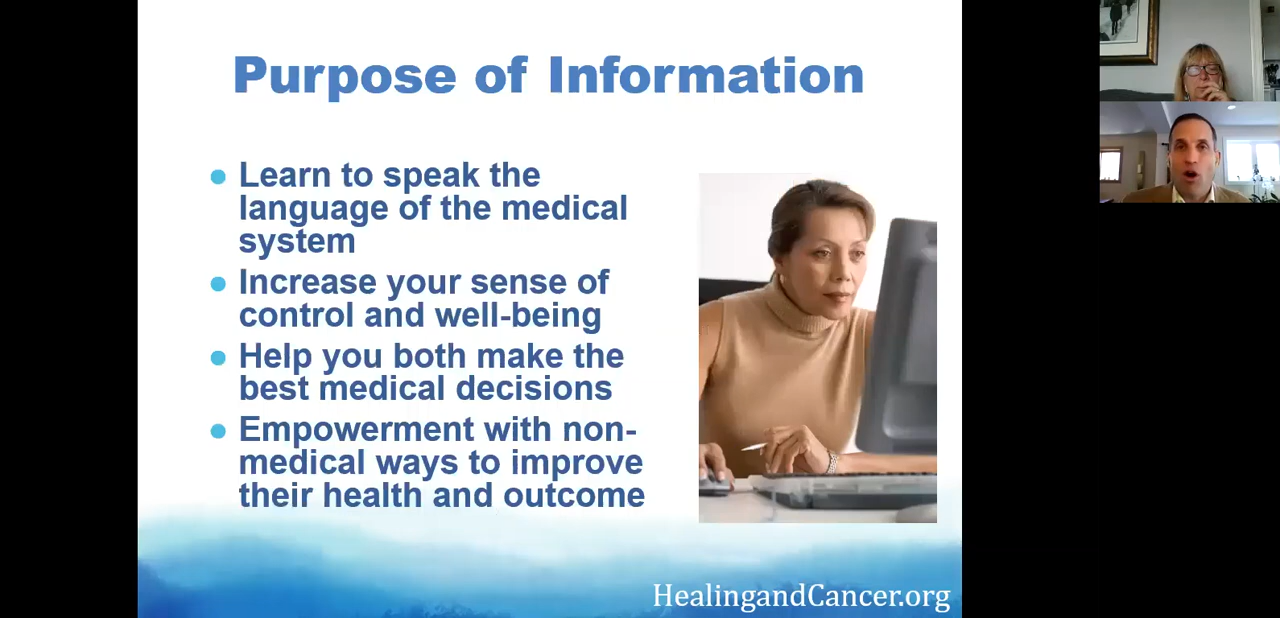 Purpose of Information
Learn to speak the
language of the medical
system
Increase your sense of
control and well-being
Help you both make the
best medical decisions
Empowerment with non-
medical ways to improve
their health and outcome
HealingandCancer.org